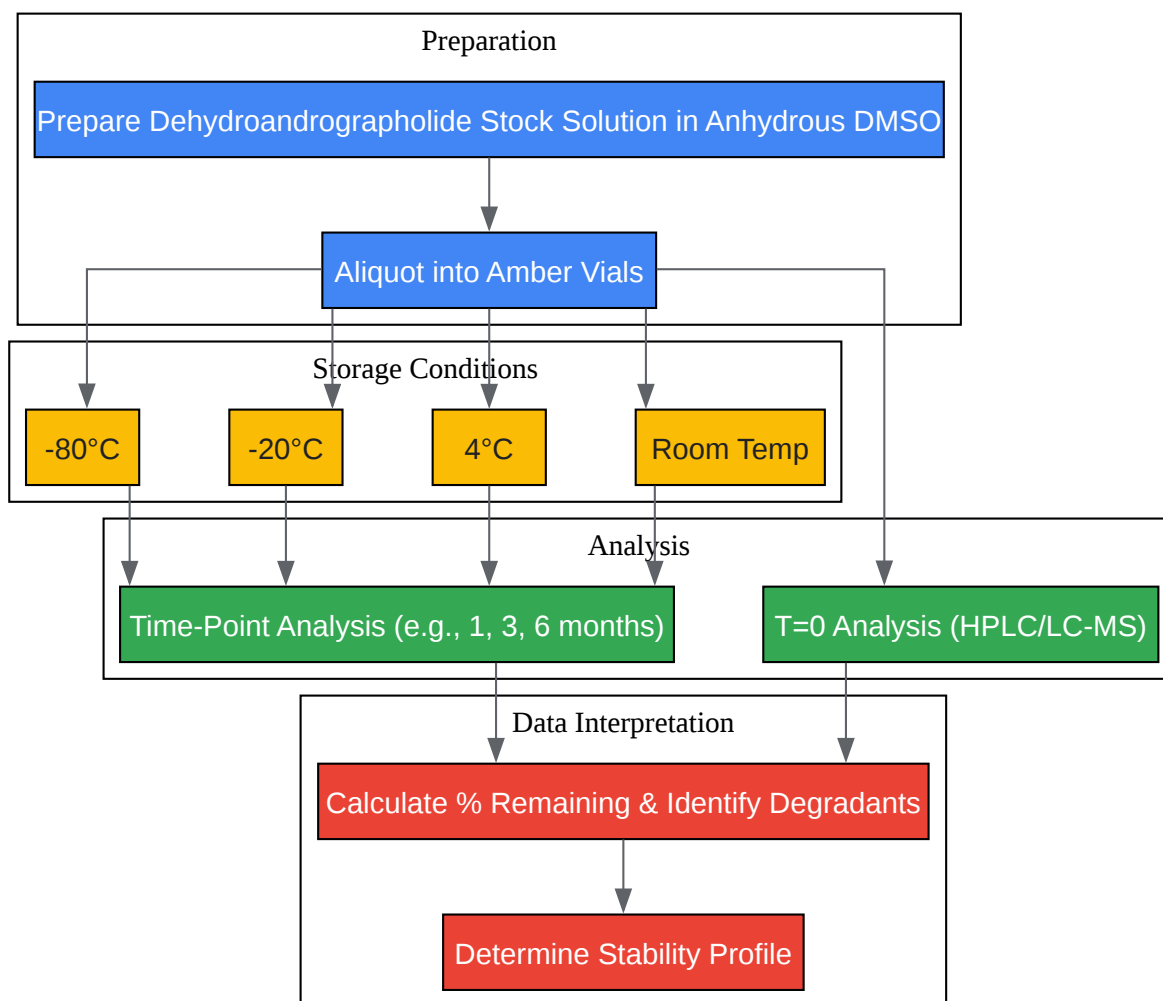 Preparation
Prepare Dehydroandrographolide Stock Solution in Anhydrous DMSO
Aliquot into Amber Vials
Storage Conditions
-80°C
-20°C
4°C
Room Temp
Analysis
Time-Point Analysis (e.g., 1, 3, 6 months)
T=0 Analysis (HPLC/LC-MS)
Data Interpretation
Calculate % Remaining & Identify Degradants
Determine Stability Profile